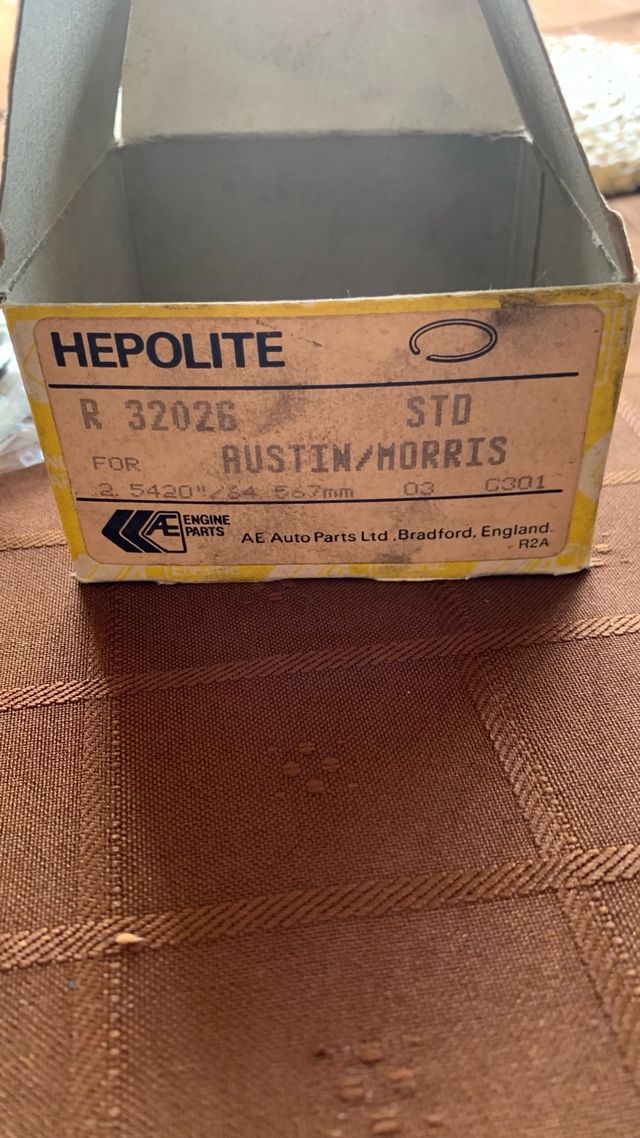 HEPOLITE
R 32026 STD
FOR AUSTIN/MORRIS
2.5420"/64.567mm 03 C301
AE ENGINE PARTS
AE Auto Parts Ltd ,Bradford, England.
R2A